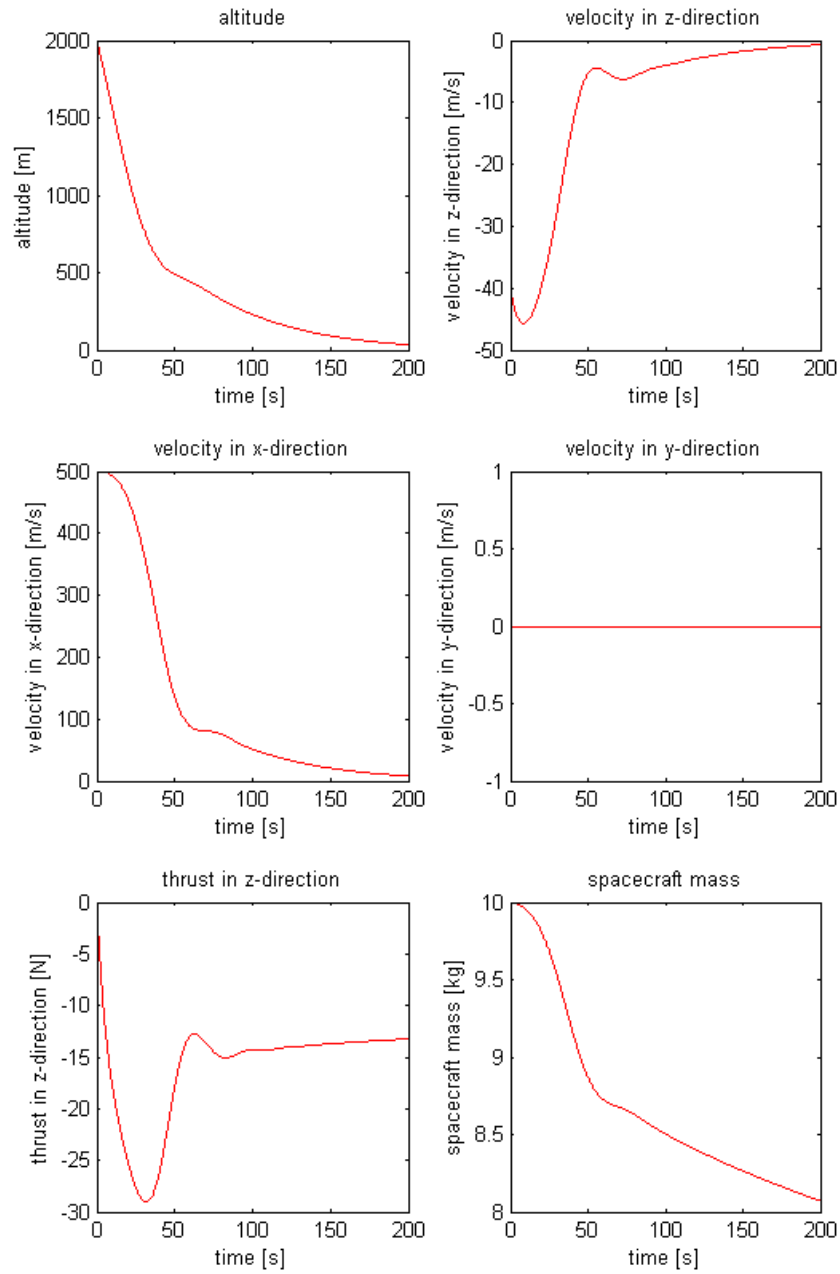 altitude
altitude [m]
2000
1500
1000
500
0
0 50 100 150 200
time [s]
velocity in z-direction
velocity in z-direction [m/s]
0
-10
-20
-30
-40
-50
0 50 100 150 200
time [s]
velocity in x-direction
velocity in x-direction [m/s]
500
400
300
200
100
0
0 50 100 150 200
time [s]
velocity in y-direction
velocity in y-direction [m/s]
1
0.5
0
-0.5
-1
0 50 100 150 200
time [s]
thrust in z-direction
thrust in z-direction [N]
0
-5
-10
-15
-20
-25
-30
0 50 100 150 200
time [s]
spacecraft mass
spacecraft mass [kg]
10
9.5
9
8.5
8
0 50 100 150 200
time [s]